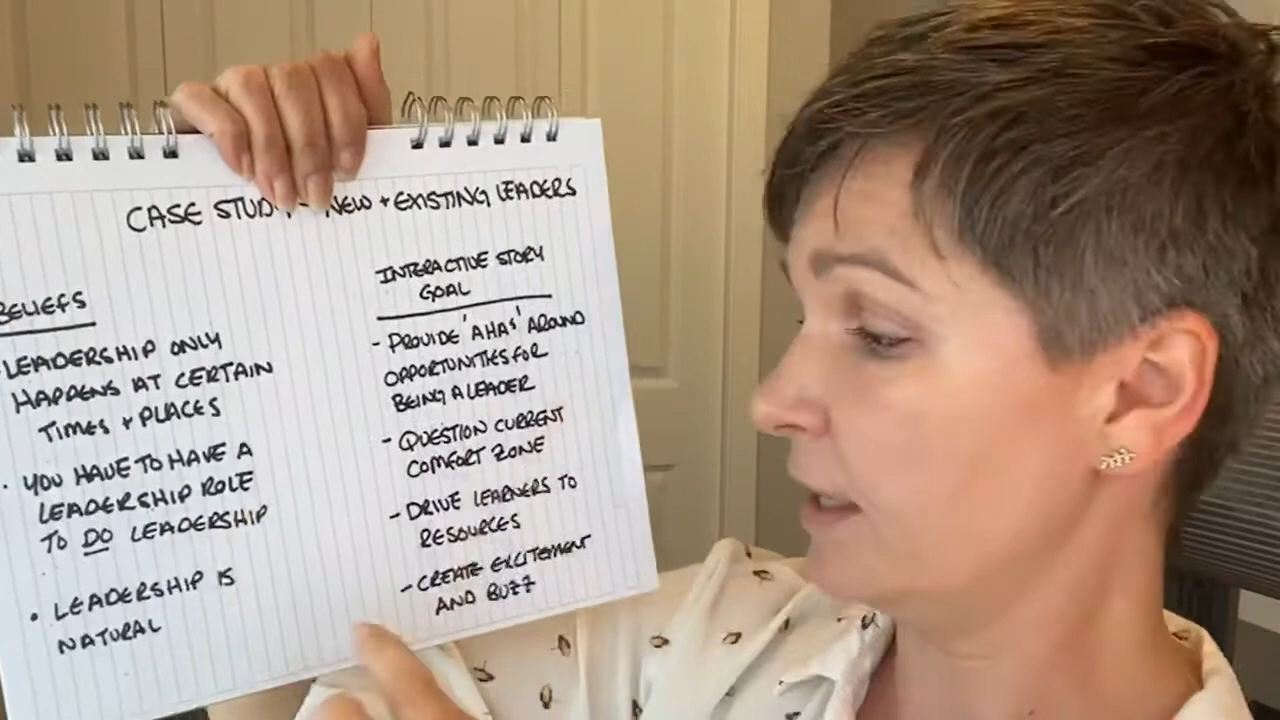 CASE STUDY - NEW + EXISTING LEADERS
BELIEFS
LEADERSHIP ONLY
HAPPENS AT CERTAIN
TIMES + PLACES
· YOU HAVE TO HAVE A
LEADERSHIP ROLE
TO DO LEADERSHIP
· LEADERSHIP IS
NATURAL
INTERACTIVE STORY
GOAL
- PROVIDE 'AHAS' AROUND
OPPORTUNITIES FOR
BEING A LEADER
- QUESTION CURRENT
COMFORT ZONE
- DRIVE LEARNERS TO
RESOURCES
- CREATE EXCITEMENT
AND BUZZ